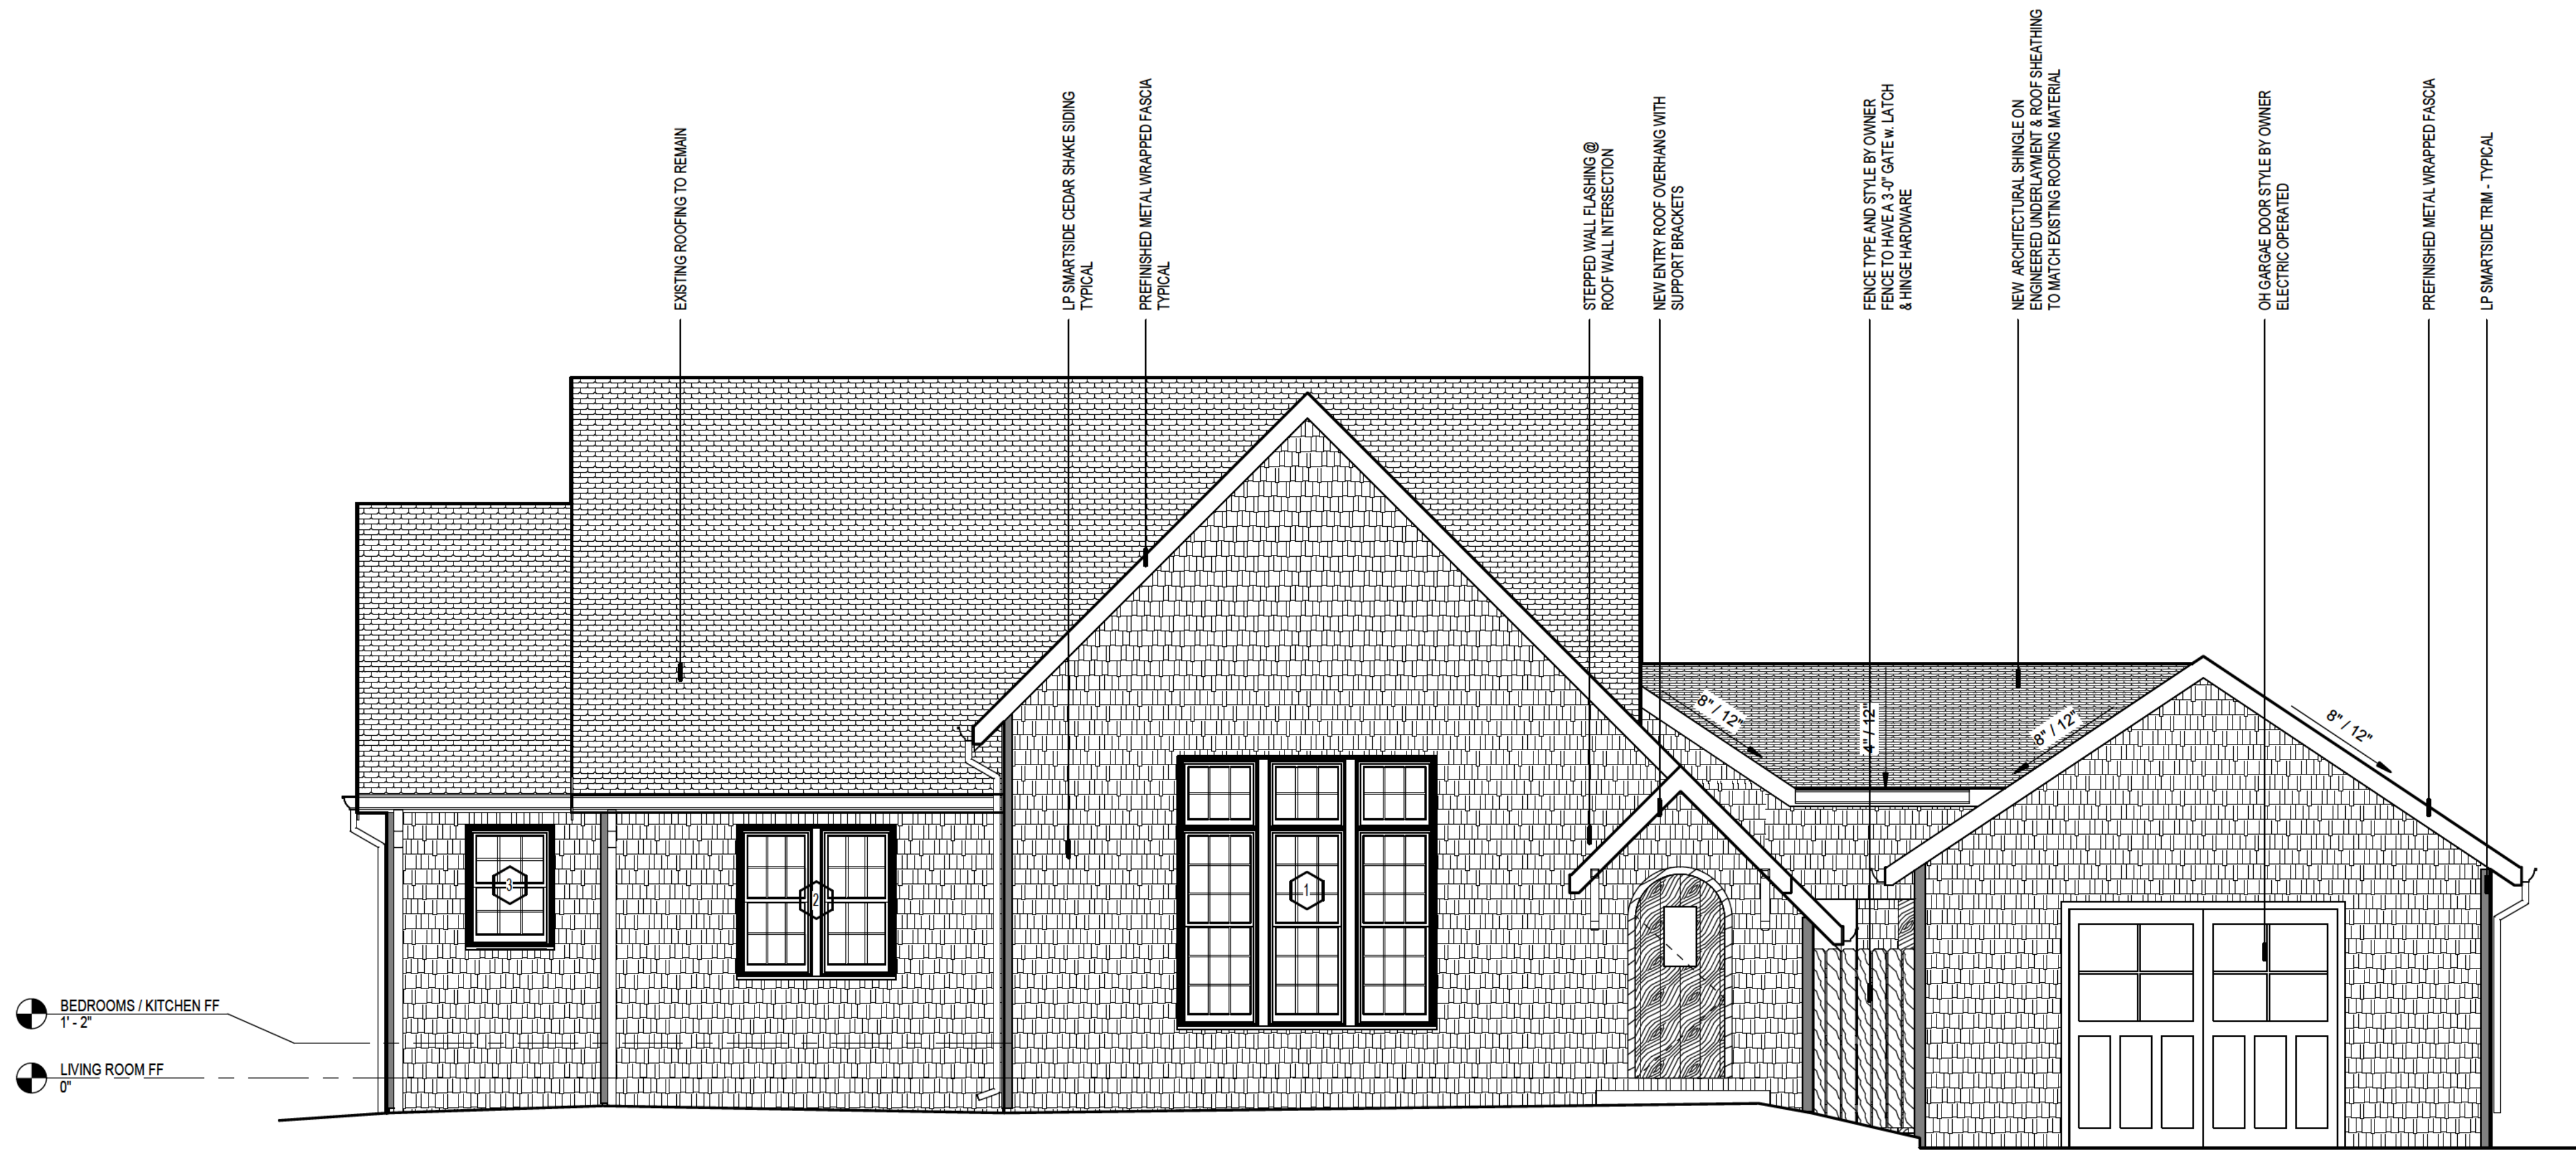 EXISTING ROOFING TO REMAIN
LP SMARTSIDE CEDAR SHAKE SIDING
TYPICAL
PREFINISHED METAL WRAPPED FASCIA
TYPICAL
STEPPED WALL FLASHING @
ROOF WALL INTERSECTION
NEW ENTRY ROOF OVERHANG WITH
SUPPORT BRACKETS
FENCE TYPE AND STYLE BY OWNER
FENCE TO HAVE A 3'-0" GATE w. LATCH
& HINGE HARDWARE
NEW ARCHITECTURAL SHINGLE ON
ENGINEERED UNDERLAYMENT & ROOF SHEATHING
TO MATCH EXISTING ROOFING MATERIAL
OH GARGAE DOOR STYLE BY OWNER
ELECTRIC OPERATED
PREFINISHED METAL WRAPPED FASCIA
LP SMARTSIDE TRIM - TYPICAL
8" / 12"
4" / 12"
8" / 12"
8" / 12"
3
2
1
BEDROOMS / KITCHEN FF
1' - 2"
LIVING ROOM FF
0"